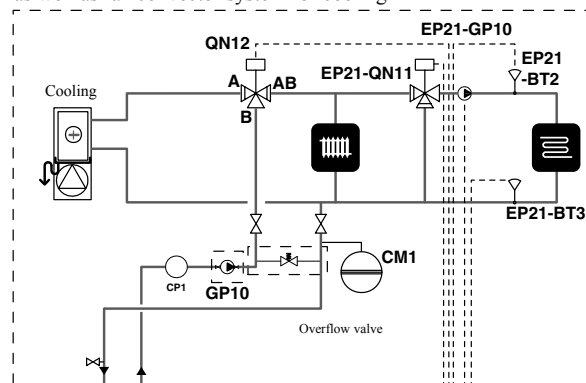 QN12
EP21-GP10
EP21
-BT2
A
AB
EP21-QN11
Cooling
B
EP21-BT3
CM1
CP1
GP10
Overflow valve